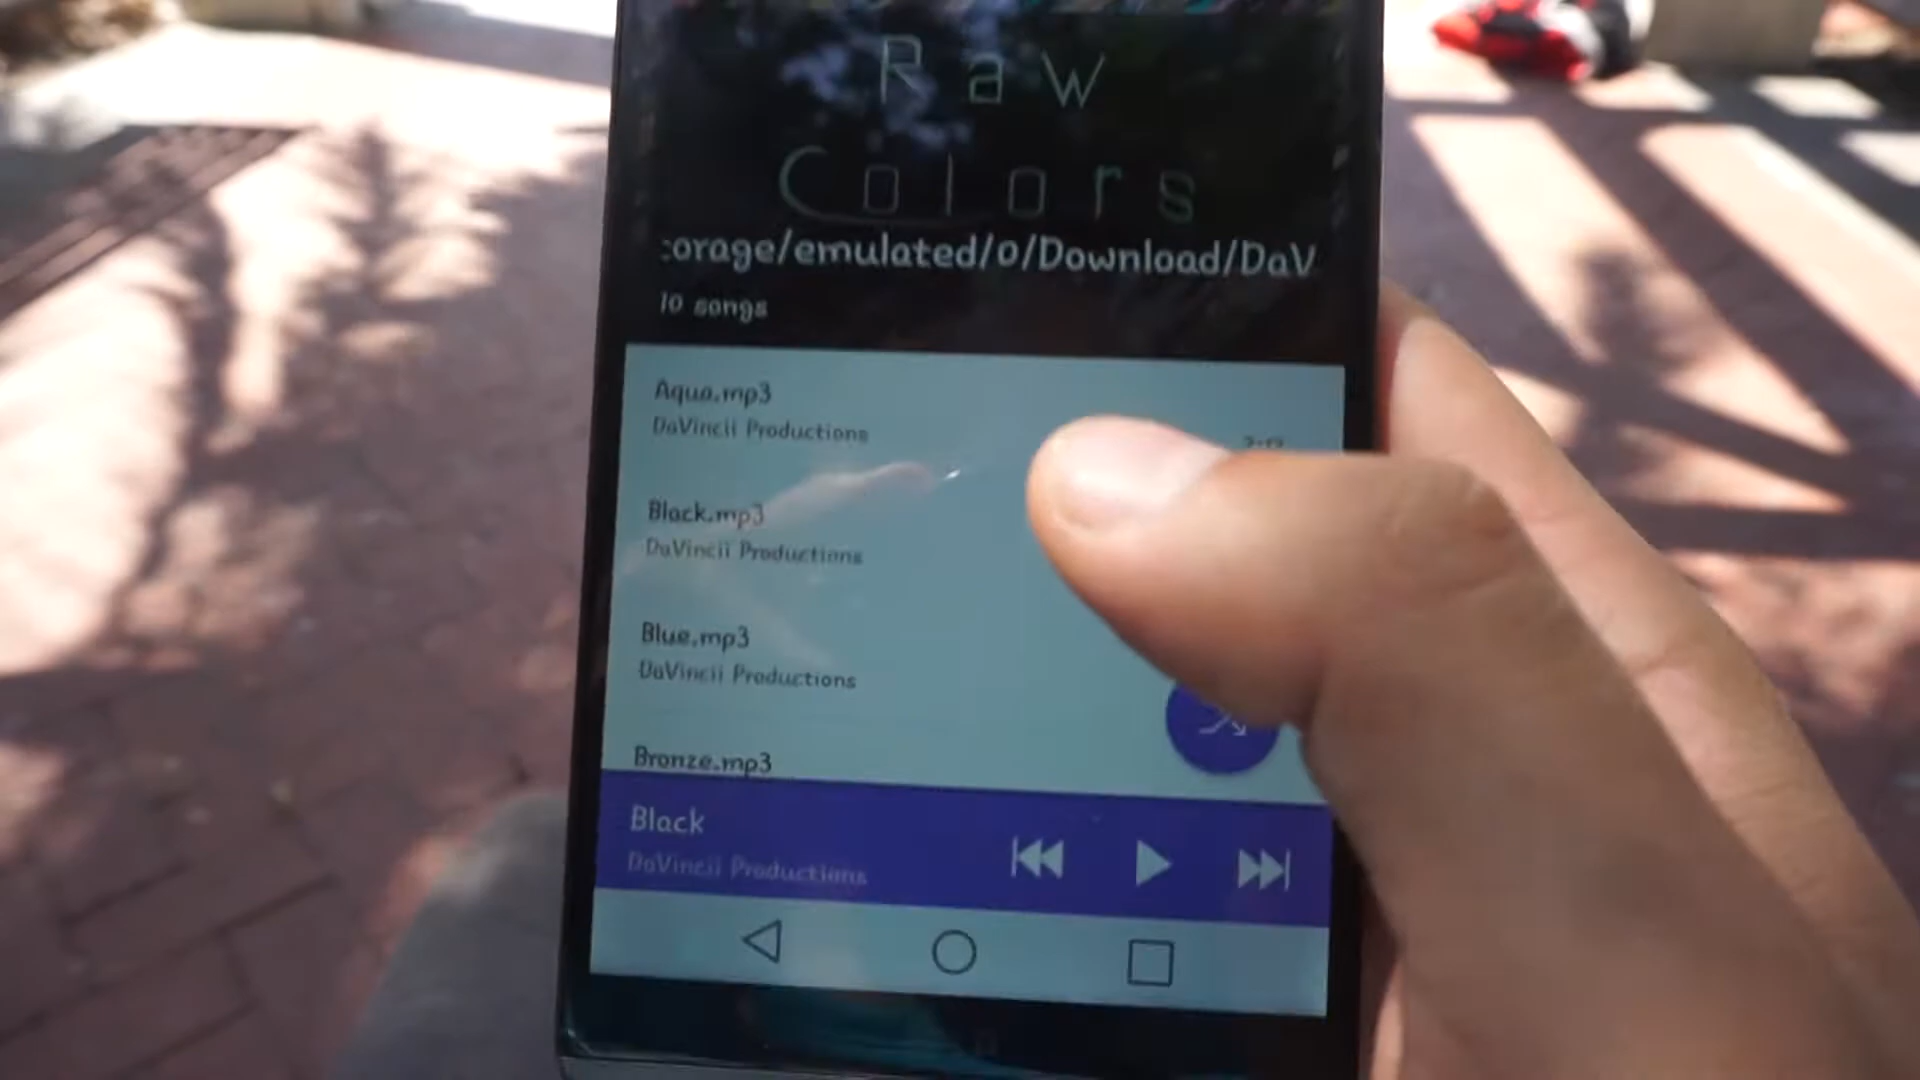 Raw
Colors
orage/emulated/0/Download/DaV
10 songs
Aqua.mp3
DaVincii Productions
Black.mp3
DaVincii Productions
Blue.mp3
DaVincii Productions
Bronze.mp3
Black
DaVincii Productions